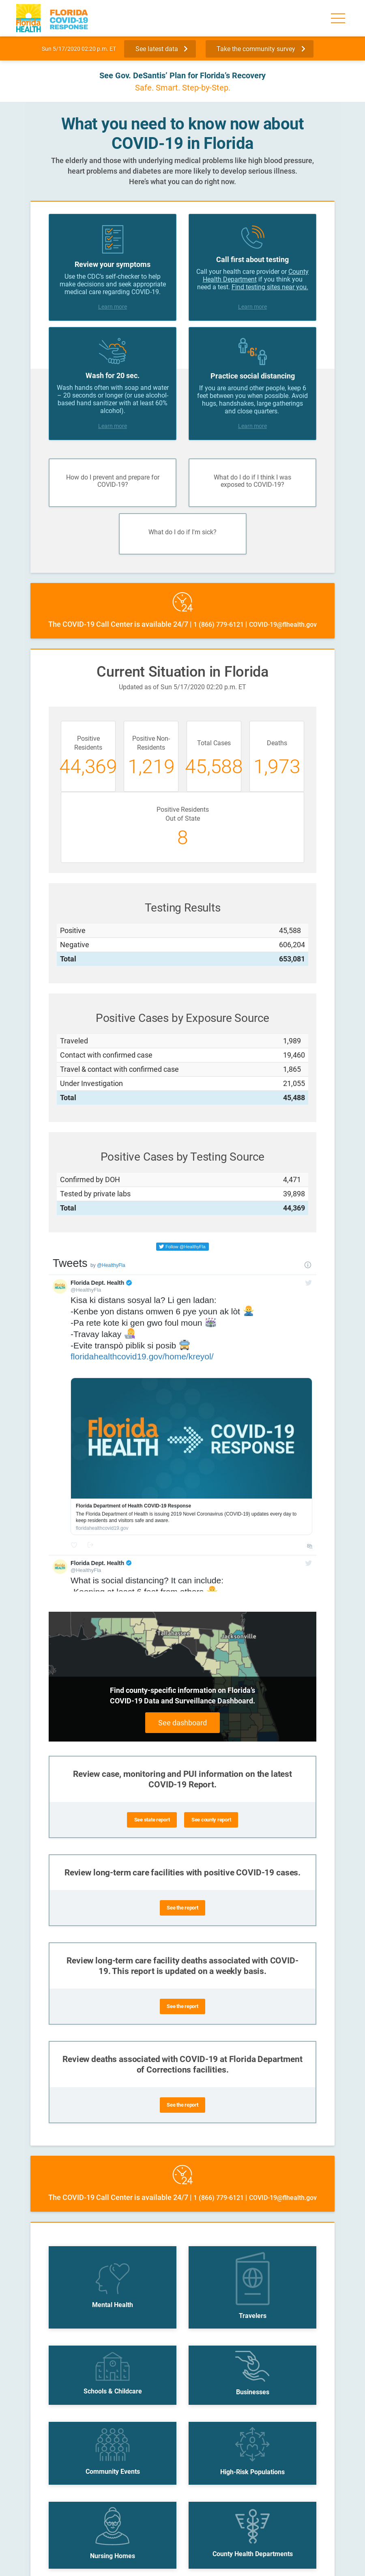 Florida
HEALTH
FLORIDA
COVID-19
RESPONSE
Sun 5/17/2020 02:20 p.m. ET
See latest data
Take the community survey
See Gov. DeSantis' Plan for Florida's Recovery
Safe. Smart. Step-by-Step.
What you need to know now about
COVID-19 in Florida
The elderly and those with underlying medical problems like high blood pressure,
heart problems and diabetes are more likely to develop serious illness.
Here's what you can do right now.
Review your symptoms
Use the CDC's self-checker to help
make decisions and seek appropriate
medical care regarding COVID-19.
Learn more
Call first about testing
Call your health care provider or County
Health Department if you think you
need a test. Find testing sites near you.
Learn more
Wash for 20 sec.
Wash hands often with soap and water
– 20 seconds or longer (or use alcohol-
based hand sanitizer with at least 60%
alcohol).
Learn more
6'
Practice social distancing
If you are around other people, keep 6
feet between you when possible. Avoid
hugs, handshakes, large gatherings
and close quarters.
Learn more
How do I prevent and prepare for
COVID-19?
What do I do if I think I was
exposed to COVID-19?
What do I do if I'm sick?
24
The COVID-19 Call Center is available 24/7 | 1 (866) 779-6121 | COVID-19@flhealth.gov
Current Situation in Florida
Updated as of Sun 5/17/2020 02:20 p.m. ET
Positive
Residents
44,369
Positive Non-
Residents
1,219
Total Cases
45,588
Deaths
1,973
Positive Residents
Out of State
8
Testing Results
Positive 45,588
Negative 606,204
Total 653,081
Positive Cases by Exposure Source
Traveled 1,989
Contact with confirmed case 19,460
Travel & contact with confirmed case 1,865
Under Investigation 21,055
Total 45,488
Positive Cases by Testing Source
Confirmed by DOH 4,471
Tested by private labs 39,898
Total 44,369
Follow @HealthyFla
Tweets by @HealthyFla
Florida Dept. Health
@HealthyFla
Kisa ki distans sosyal la? Li gen ladan:
-Kenbe yon distans omwen 6 pye youn ak lòt
-Pa rete kote ki gen gwo foul moun
-Travay lakay
-Evite transpò piblik si posib
floridahealthcovid19.gov/home/kreyol/
Florida
HEALTH
COVID-19
RESPONSE
Florida Department of Health COVID-19 Response
The Florida Department of Health is issuing 2019 Novel Coronavirus (COVID-19) updates every day to
keep residents and visitors safe and aware.
floridahealthcovid19.gov
Florida Dept. Health
@HealthyFla
What is social distancing? It can include:
-Keeping at least 6 feet from others
Tallahassee
Jacksonville
Find county-specific information on Florida's
COVID-19 Data and Surveillance Dashboard.
See dashboard
Review case, monitoring and PUI information on the latest
COVID-19 Report.
See state report
See county report
Review long-term care facilities with positive COVID-19 cases.
See the report
Review long-term care facility deaths associated with COVID-
19. This report is updated on a weekly basis.
See the report
Review deaths associated with COVID-19 at Florida Department
of Corrections facilities.
See the report
24
The COVID-19 Call Center is available 24/7 | 1 (866) 779-6121 | COVID-19@flhealth.gov
Mental Health
Travelers
Schools & Childcare
Businesses
Community Events
High-Risk Populations
Nursing Homes
County Health Departments